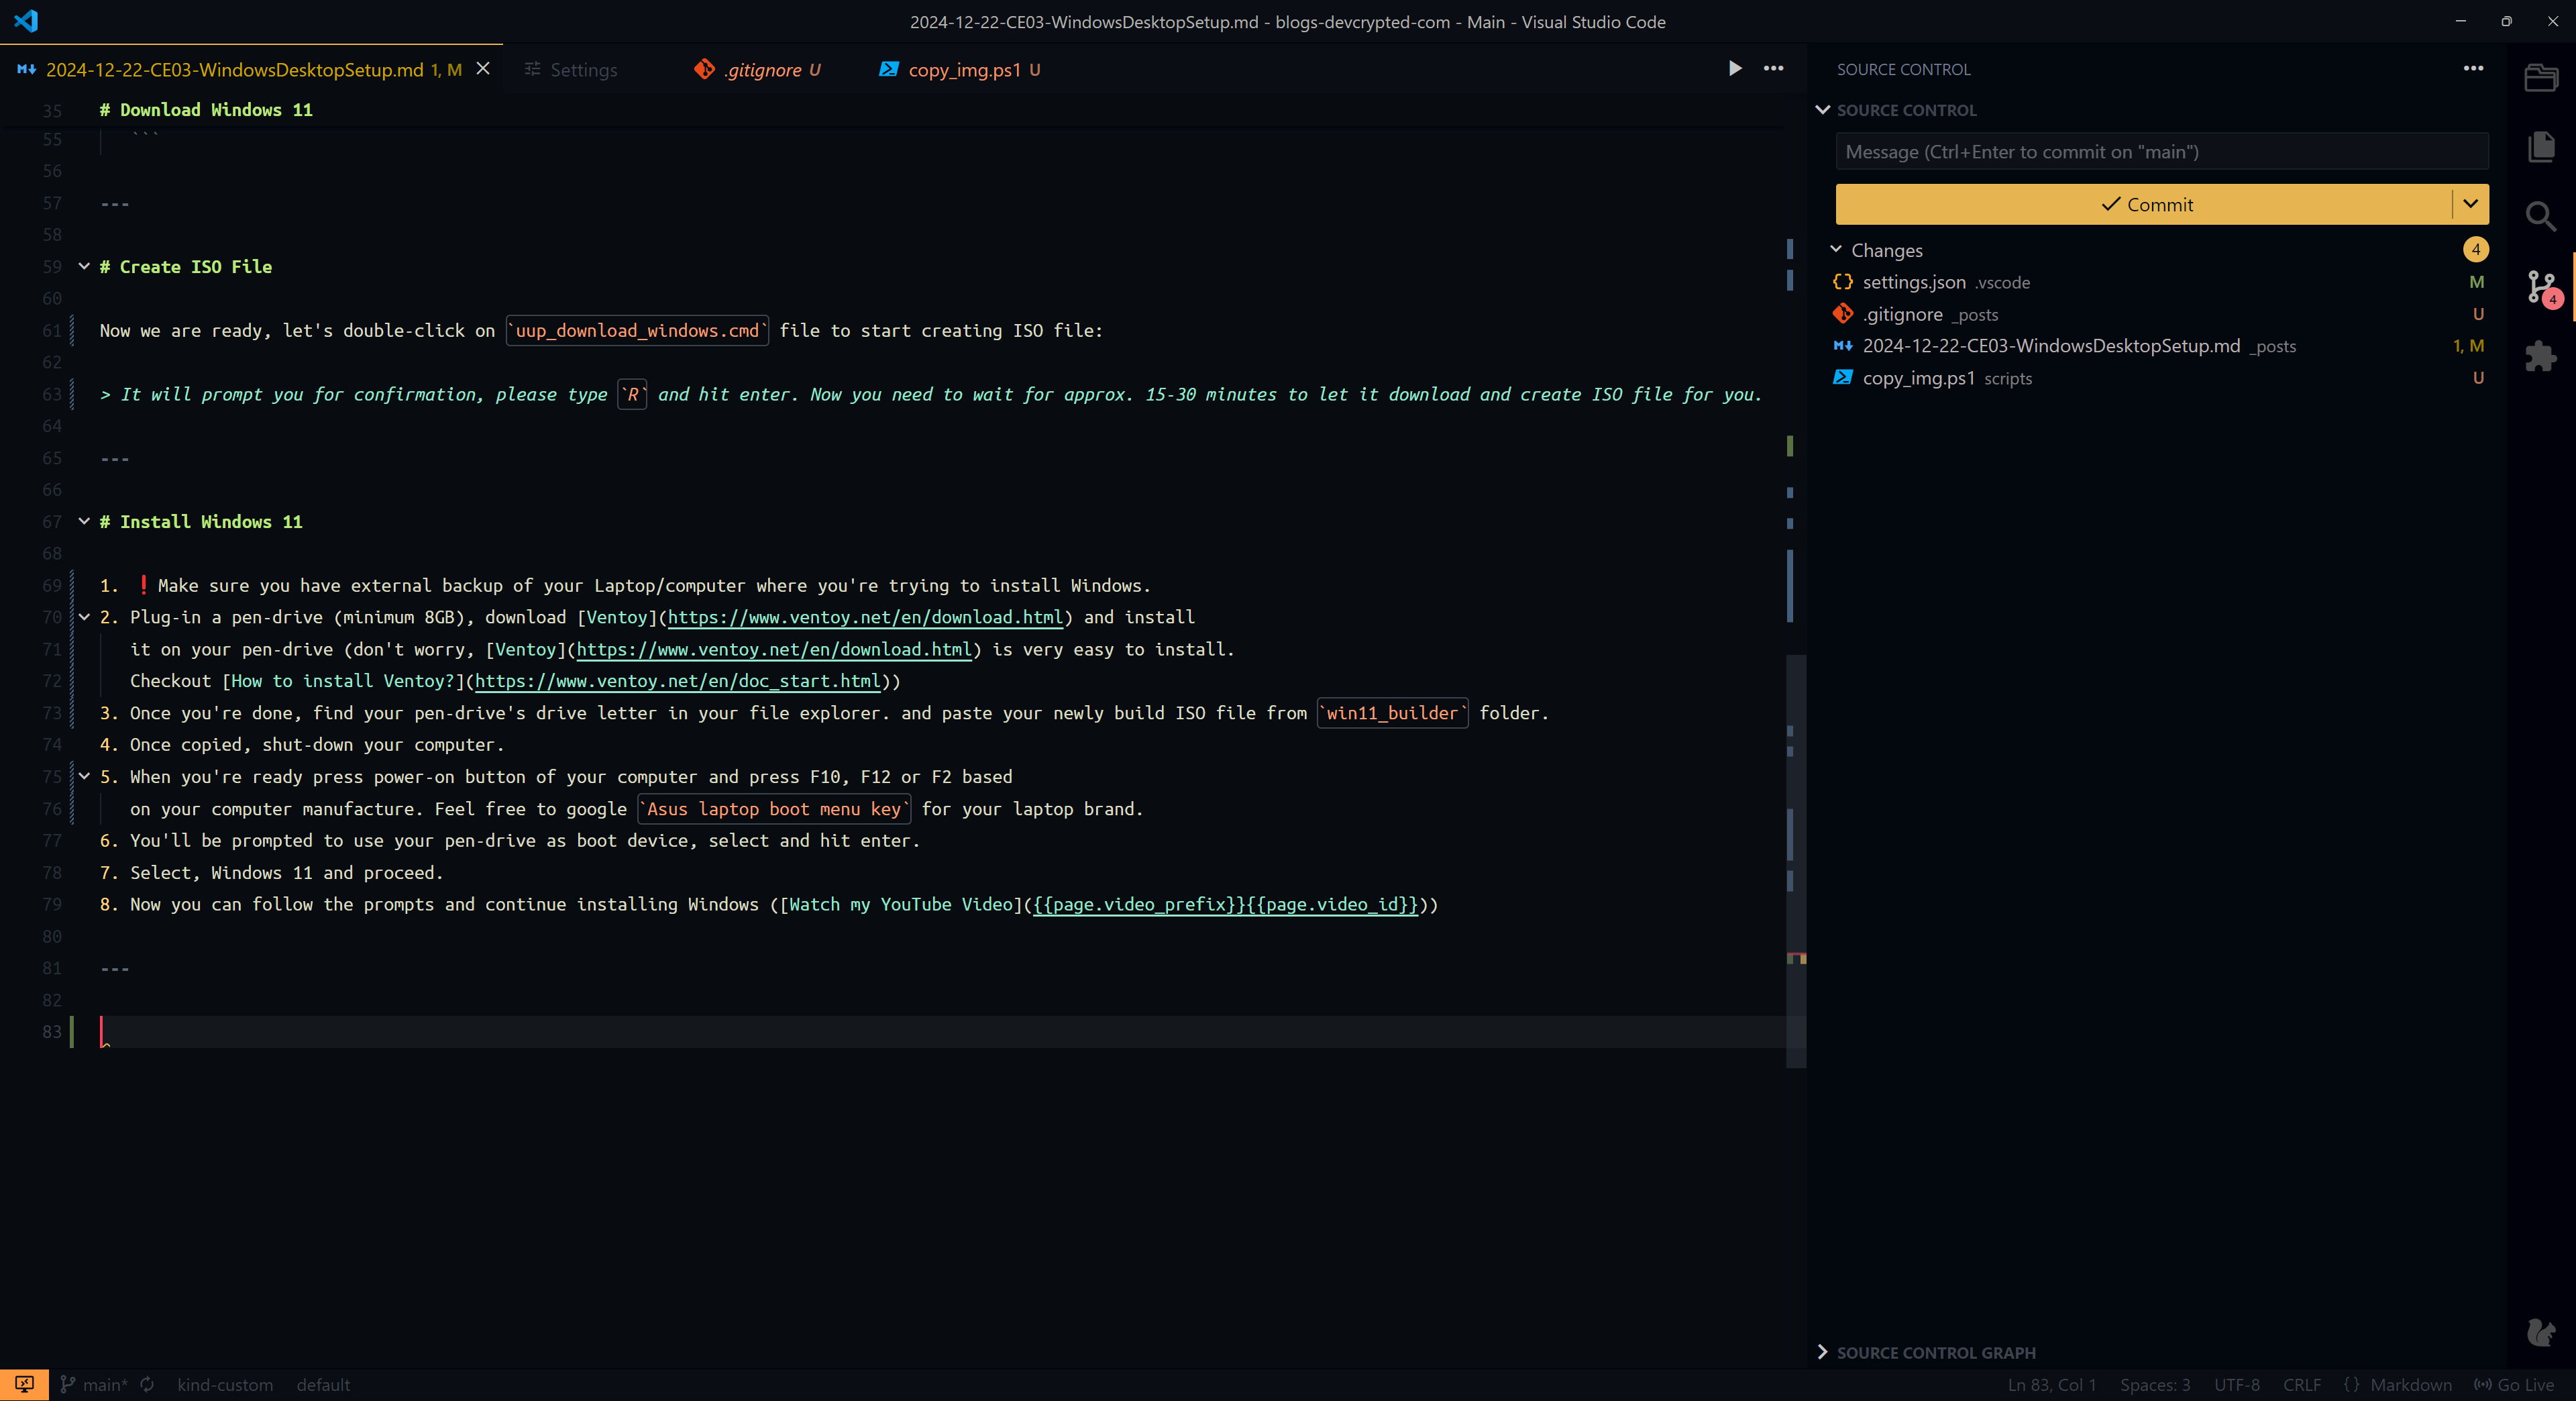 2024-12-22-CE03-WindowsDesktopSetup.md - blogs-devcrypted-com - Main - Visual Studio Code
2024-12-22-CE03-WindowsDesktopSetup.md 1, M
Settings
.gitignore U
copy_img.ps1 U
35 # Download Windows 11
55 ```
56
57 ---
58
59 # Create ISO File
60
61 Now we are ready, let's double-click on `uup_download_windows.cmd` file to start creating ISO file:
62
63 > It will prompt you for confirmation, please type `R` and hit enter. Now you need to wait for approx. 15-30 minutes to let it download and create ISO file for you.
64
65 ---
66
67 # Install Windows 11
68
69 1. ❗Make sure you have external backup of your Laptop/computer where you're trying to install Windows.
70 2. Plug-in a pen-drive (minimum 8GB), download [Ventoy](https://www.ventoy.net/en/download.html) and install
71 it on your pen-drive (don't worry, [Ventoy](https://www.ventoy.net/en/download.html) is very easy to install.
72 Checkout [How to install Ventoy?](https://www.ventoy.net/en/doc_start.html))
73 3. Once you're done, find your pen-drive's drive letter in your file explorer. and paste your newly build ISO file from `win11_builder` folder.
74 4. Once copied, shut-down your computer.
75 5. When you're ready press power-on button of your computer and press F10, F12 or F2 based
76 on your computer manufacture. Feel free to google `Asus laptop boot menu key` for your laptop brand.
77 6. You'll be prompted to use your pen-drive as boot device, select and hit enter.
78 7. Select, Windows 11 and proceed.
79 8. Now you can follow the prompts and continue installing Windows ([Watch my YouTube Video]({{page.video_prefix}}{{page.video_id}}))
80
81 ---
82
83
SOURCE CONTROL
SOURCE CONTROL
Message (Ctrl+Enter to commit on "main")
Commit
Changes 4
settings.json .vscode M
.gitignore _posts U
2024-12-22-CE03-WindowsDesktopSetup.md _posts 1, M
copy_img.ps1 scripts U
4
SOURCE CONTROL GRAPH
main* kind-custom default
Ln 83, Col 1 Spaces: 3 UTF-8 CRLF {} Markdown Go Live